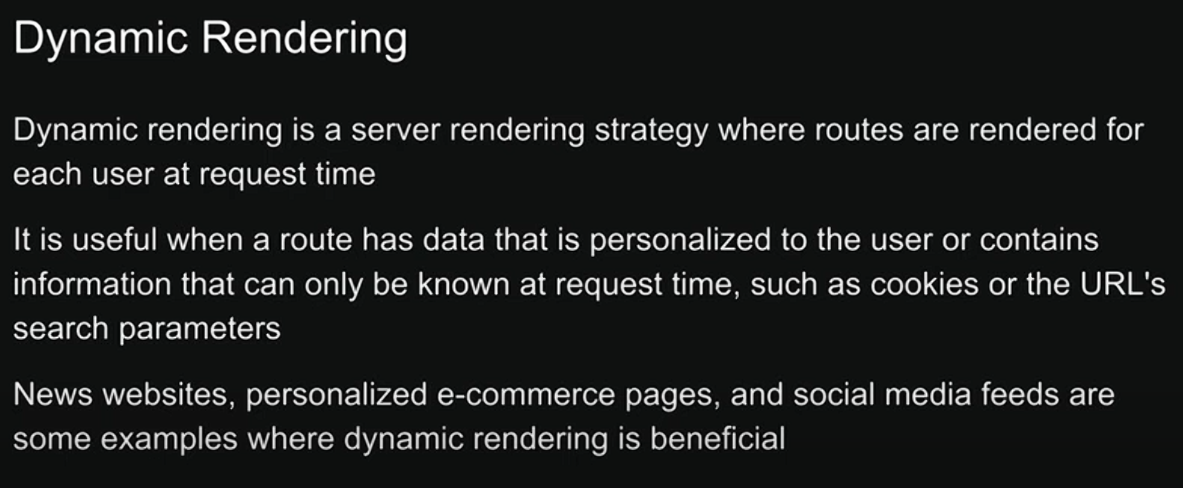 Dynamic Rendering
Dynamic rendering is a server rendering strategy where routes are rendered for
each user at request time
It is useful when a route has data that is personalized to the user or contains
information that can only be known at request time, such as cookies or the URL's
search parameters
News websites, personalized e-commerce pages, and social media feeds are
some examples where dynamic rendering is beneficial